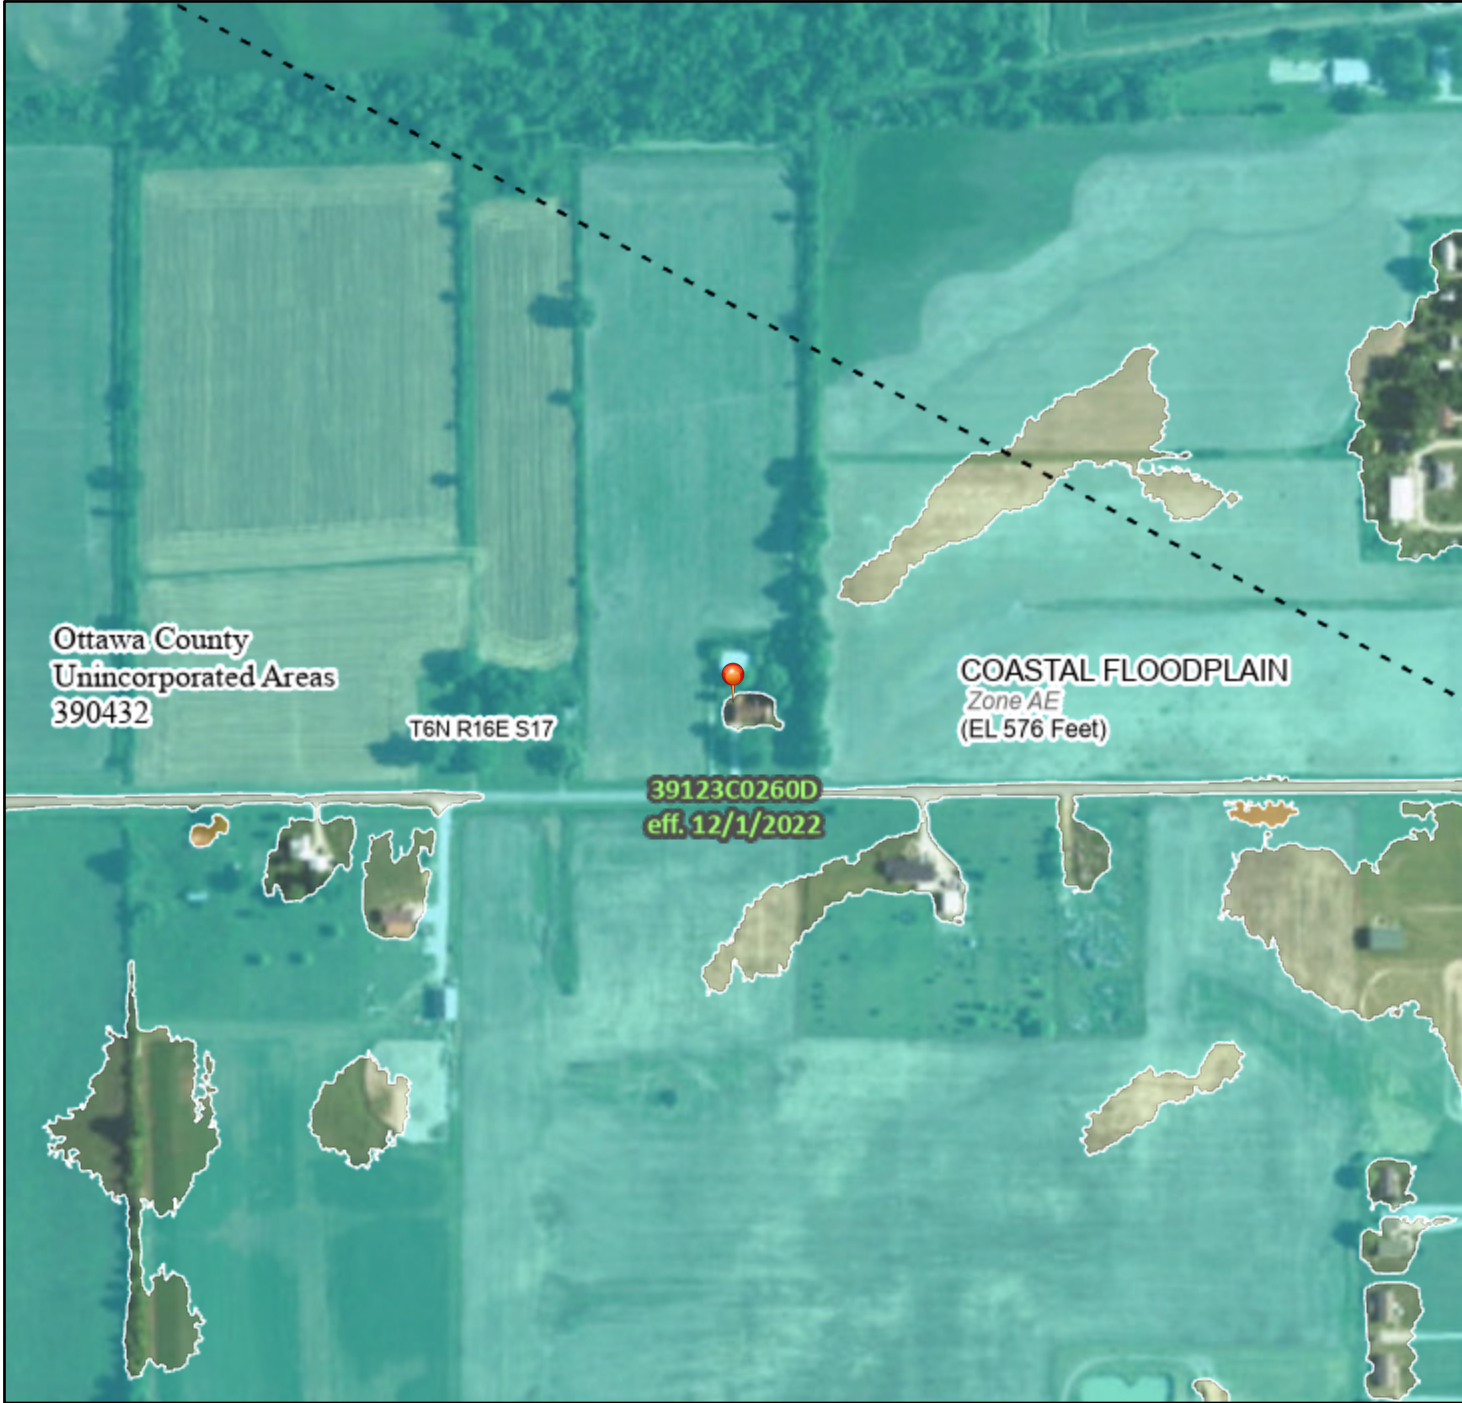 Ottawa County
Unincorporated Areas
390432
T6N R16E S17
COASTAL FLOODPLAIN
Zone AE
(EL 576 Feet)
39123C0260D
eff. 12/1/2022